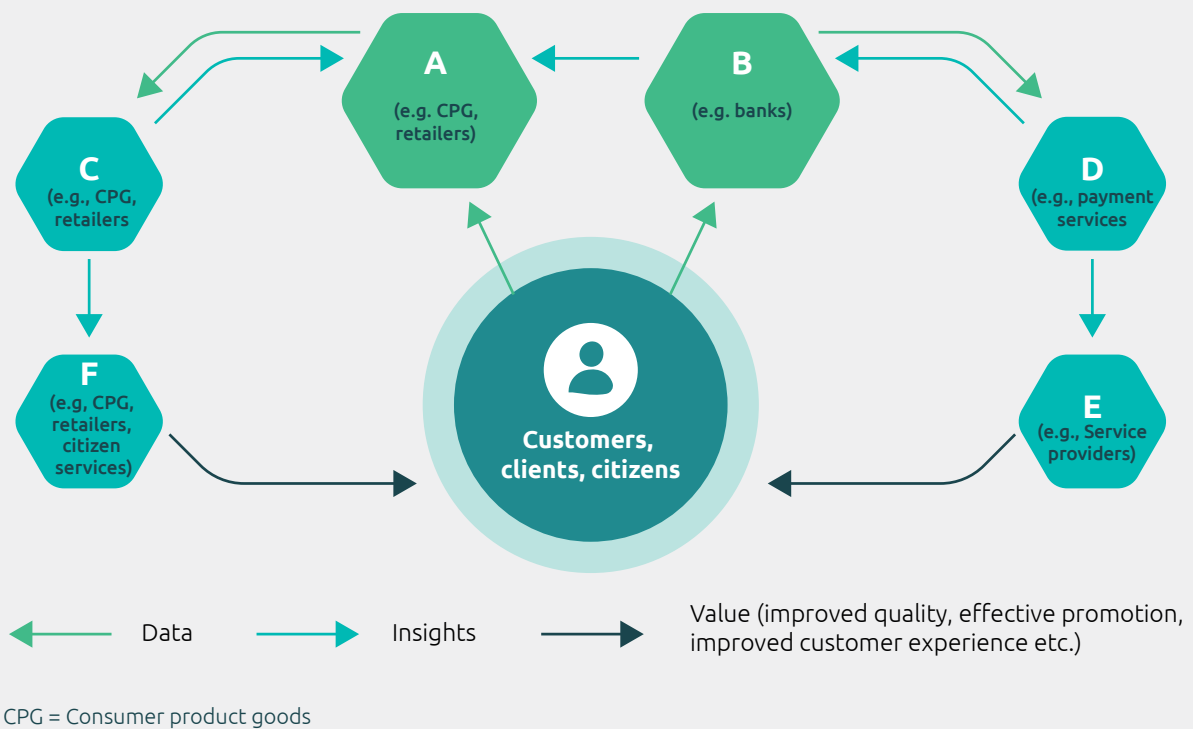 A
(e.g. CPG,
retailers)
B
(e.g. banks)
C
(e.g., CPG,
retailers
D
(e.g., payment
services
F
(e.g, CPG,
retailers,
citizen
services)
E
(e.g., Service
providers)
Customers,
clients, citizens
Data
Insights
Value (improved quality, effective promotion,
improved customer experience etc.)
CPG = Consumer product goods